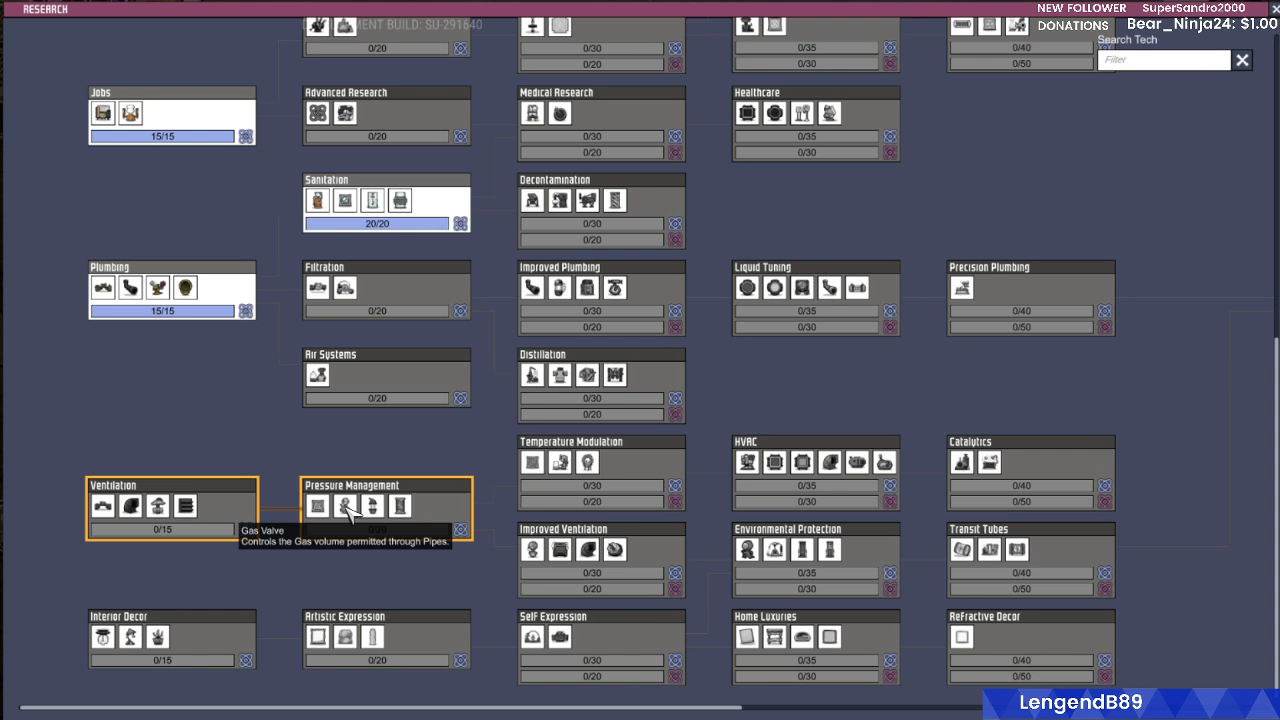 RESEARCH
NEW FOLLOWER SuperSandro2000
MENT BUILD: SU-291640
DONATIONS Bear_Ninja24: $1.00
Search Tech
Filter
0/20
0/30
0/35
0/40
0/20
0/30
0/50
Jobs
Advanced Research
Medical Research
Healthcare
15/15
0/20
0/30
0/35
0/20
0/30
Sanitation
Decontamination
20/20
0/30
0/20
Plumbing
Filtration
Improved Plumbing
Liquid Tuning
Precision Plumbing
15/15
0/20
0/30
0/35
0/40
0/20
0/30
0/50
Air Systems
Distillation
0/20
0/30
0/20
Temperature Modulation
HVAC
Catalytics
0/30
0/35
0/40
0/20
0/30
0/50
Ventilation
Pressure Management
0/15
0/20
Gas Valve
Controls the Gas volume permitted through Pipes.
Improved Ventilation
Environmental Protection
Transit Tubes
0/30
0/35
0/40
0/20
0/30
0/50
Interior Decor
Artistic Expression
Self Expression
Home Luxuries
Refractive Decor
0/15
0/20
0/30
0/35
0/40
0/20
0/30
0/50
LengendB89